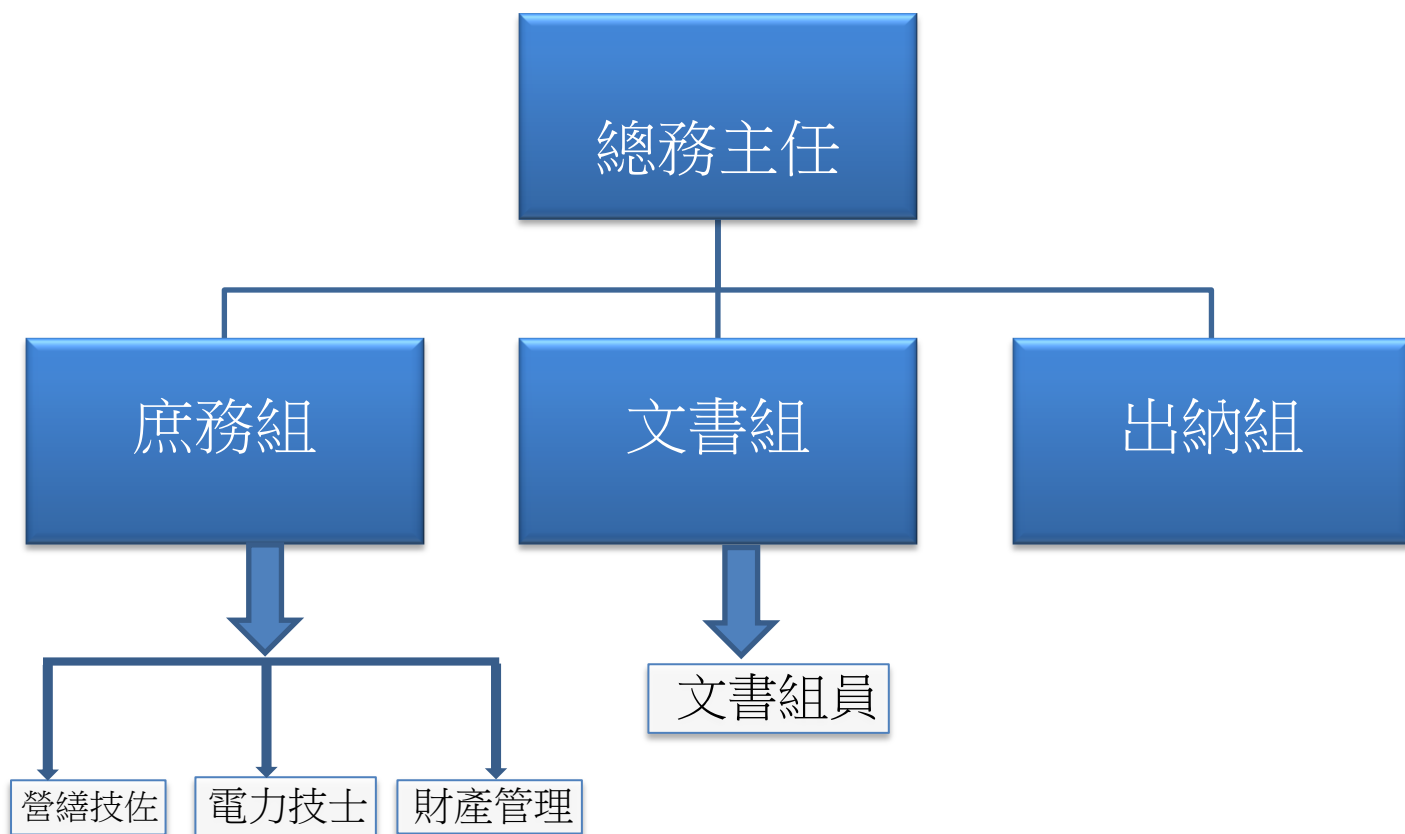 總務主任
庶務組
文書組
出納組
文書組員
營繕技佐
電力技士
財產管理